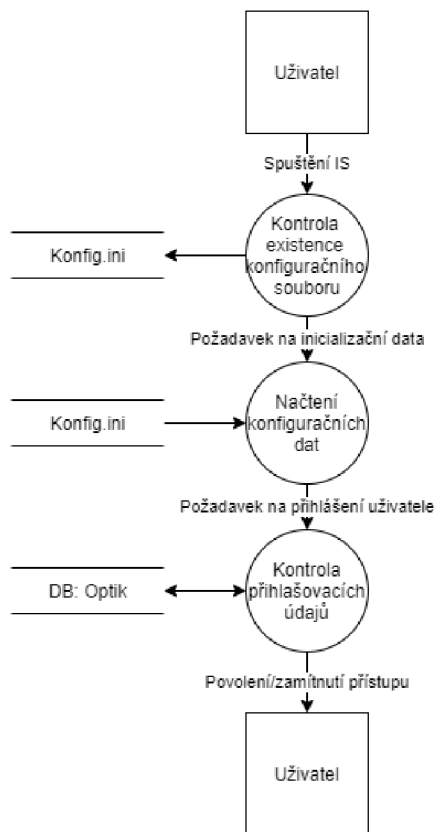 Uživatel
Spuštění IS
Kontrola
existence
konfiguračního
souboru
Konfig.ini
Požadavek na inicializační data
Načtení
konfiguračních
dat
Konfig.ini
Požadavek na přihlášení uživatele
Kontrola
přihlašovacích
údajů
DB: Optik
Povolení/zamítnutí přístupu
Uživatel